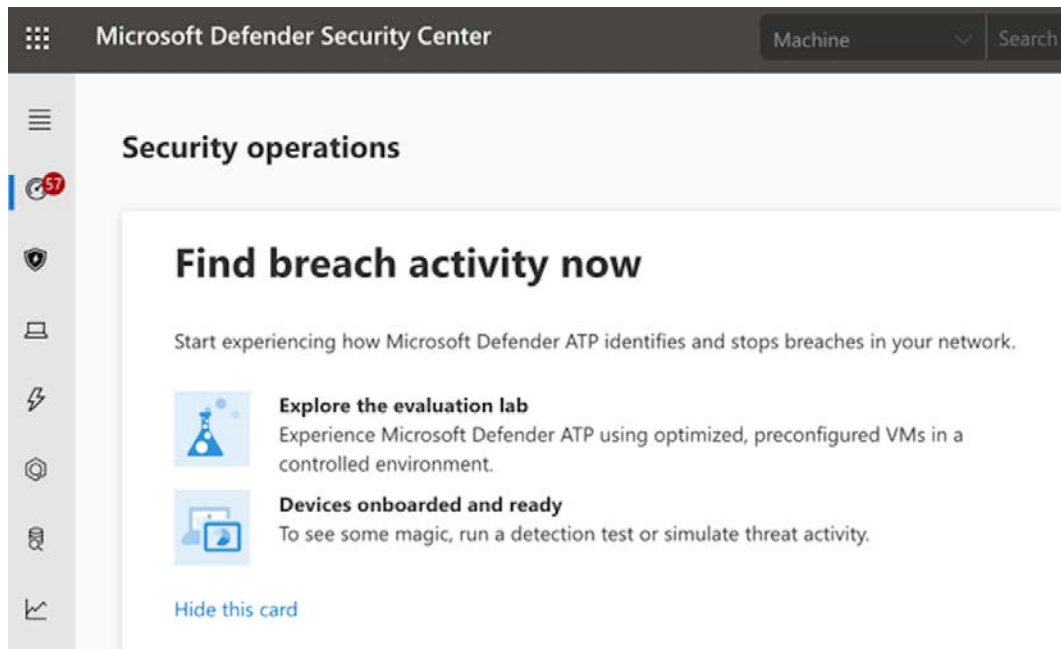 Microsoft Defender Security Center
Machine
Search
Security operations
57
Find breach activity now
Start experiencing how Microsoft Defender ATP identifies and stops breaches in your network.
Explore the evaluation lab
Experience Microsoft Defender ATP using optimized, preconfigured VMs in a
controlled environment.
Devices onboarded and ready
To see some magic, run a detection test or simulate threat activity.
Hide this card